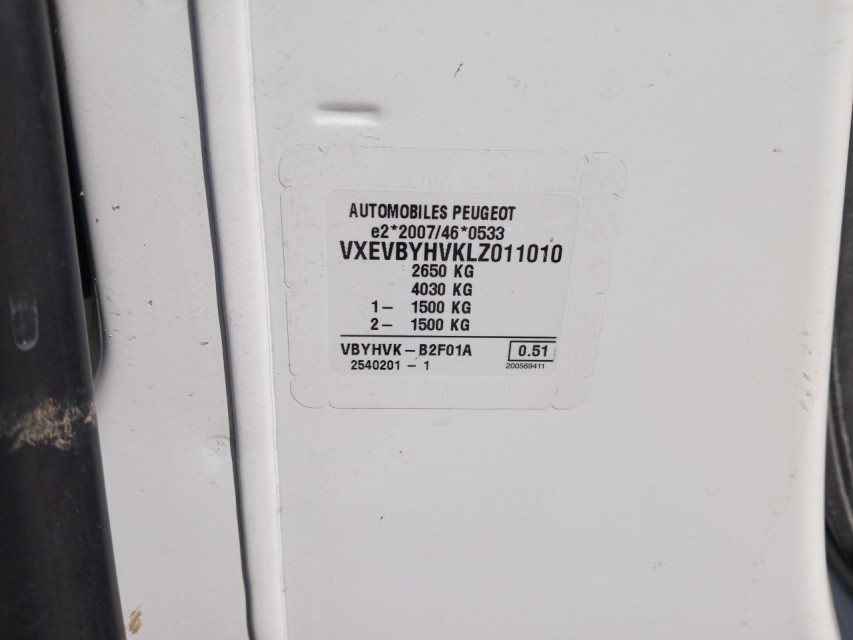 AUTOMOBILES PEUGEOT
e2*2007/46*0533
VXEVBYHVKLZ011010
2650 KG
4030 KG
1- 1500 KG
2- 1500 KG
VBYHVK-B2F01A 0.51
2540201 - 1 200569411